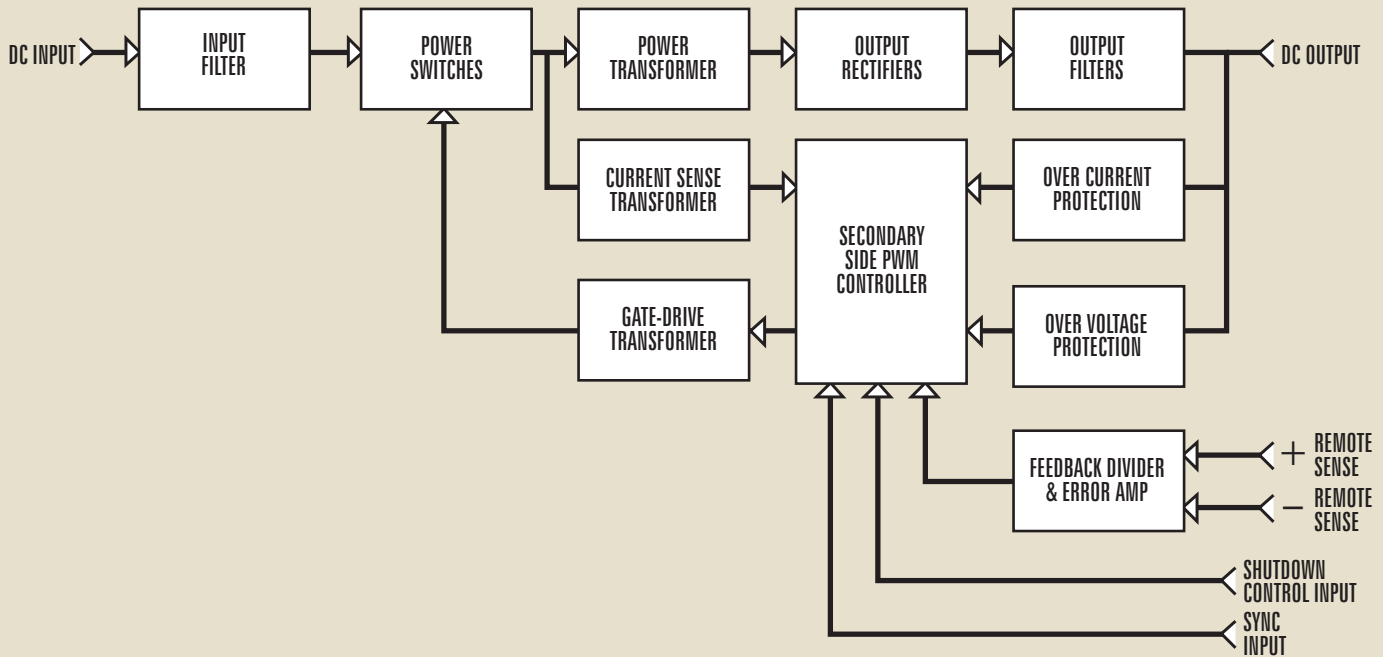 DC INPUT
INPUT
FILTER
POWER
SWITCHES
POWER
TRANSFORMER
OUTPUT
RECTIFIERS
OUTPUT
FILTERS
DC OUTPUT
CURRENT SENSE
TRANSFORMER
SECONDARY
SIDE PWM
CONTROLLER
OVER CURRENT
PROTECTION
GATE-DRIVE
TRANSFORMER
OVER VOLTAGE
PROTECTION
FEEDBACK DIVIDER
& ERROR AMP
+ REMOTE
SENSE
– REMOTE
SENSE
SHUTDOWN
CONTROL INPUT
SYNC
INPUT